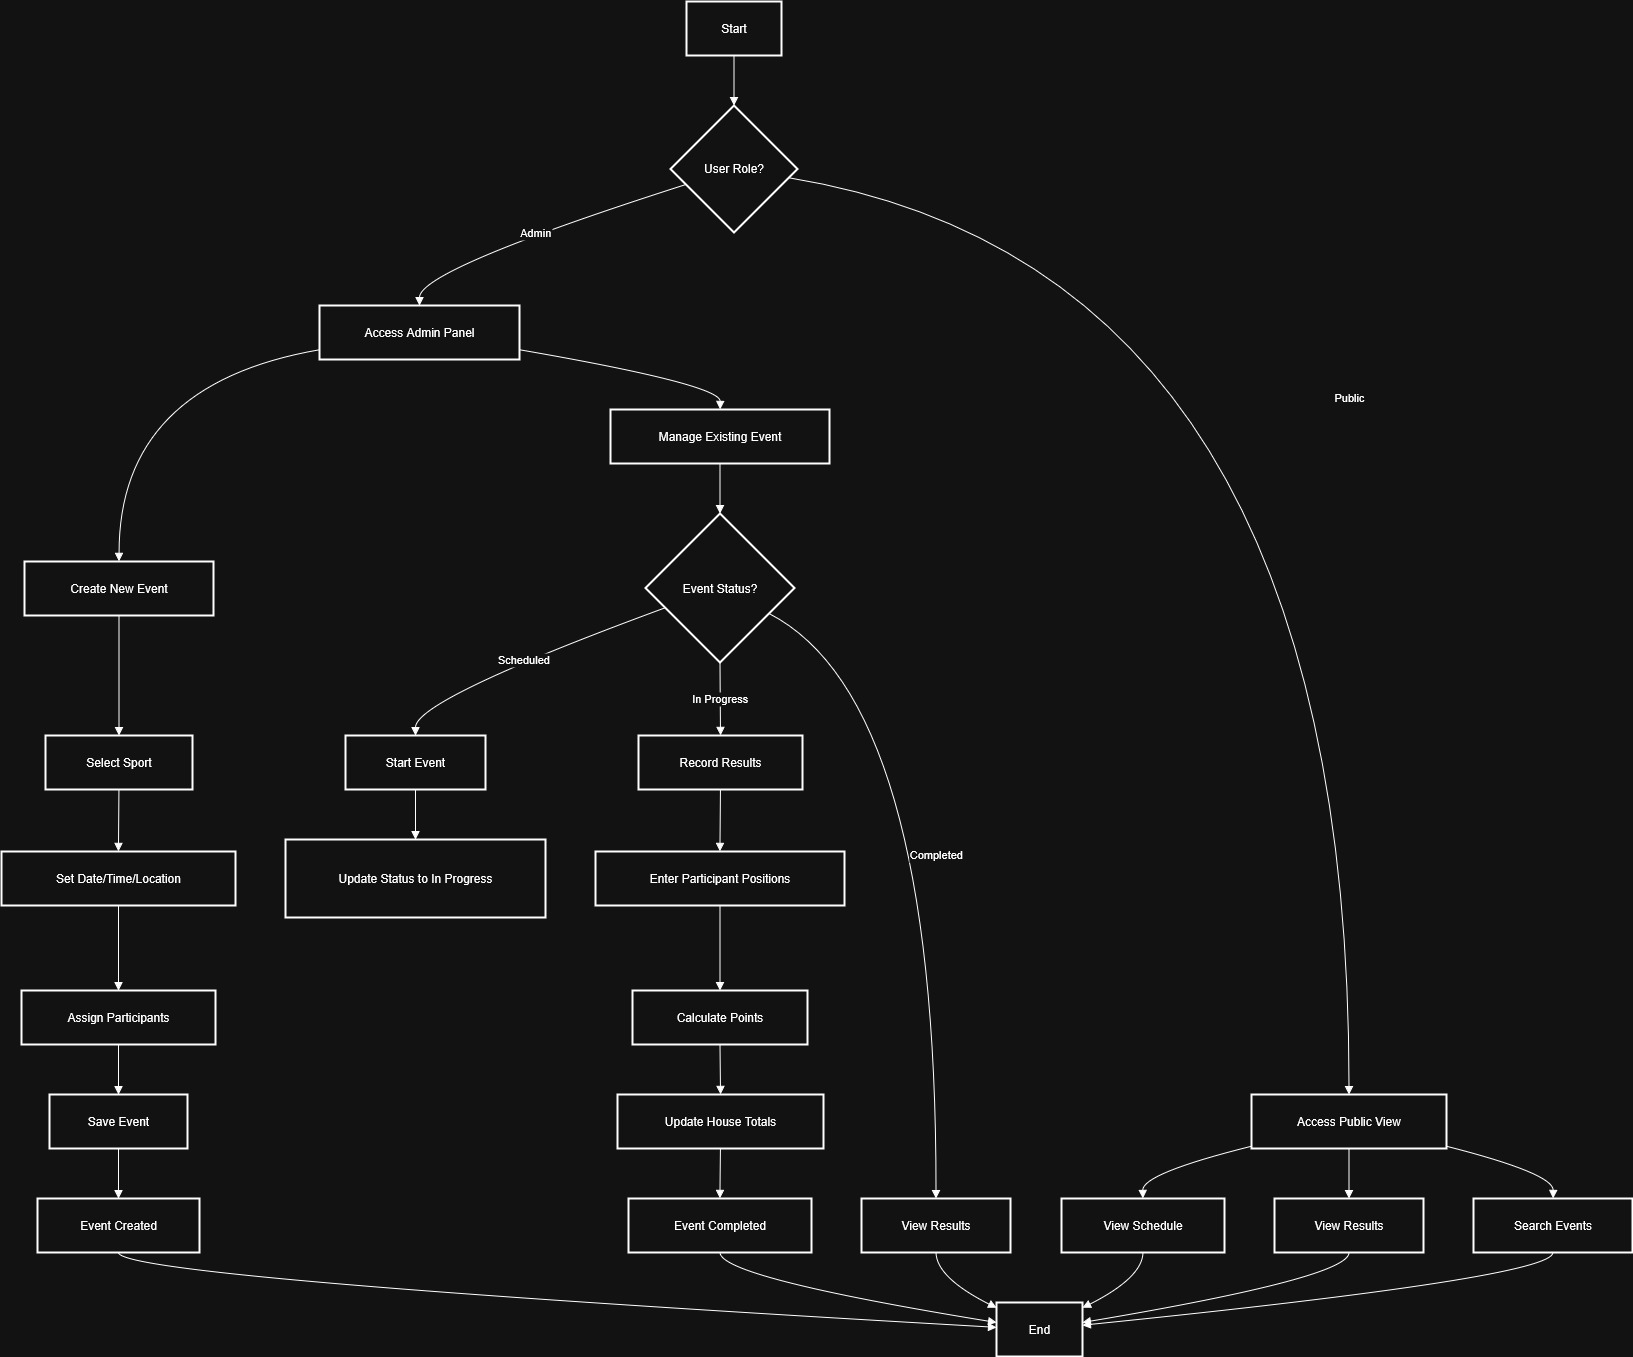 Start
User Role?
Admin
Public
Access Admin Panel
Manage Existing Event
Create New Event
Event Status?
Scheduled
In Progress
Completed
Select Sport
Start Event
Record Results
Set Date/Time/Location
Update Status to In Progress
Enter Participant Positions
Assign Participants
Calculate Points
Save Event
Update House Totals
Access Public View
Event Created
Event Completed
View Results
View Schedule
View Results
Search Events
End